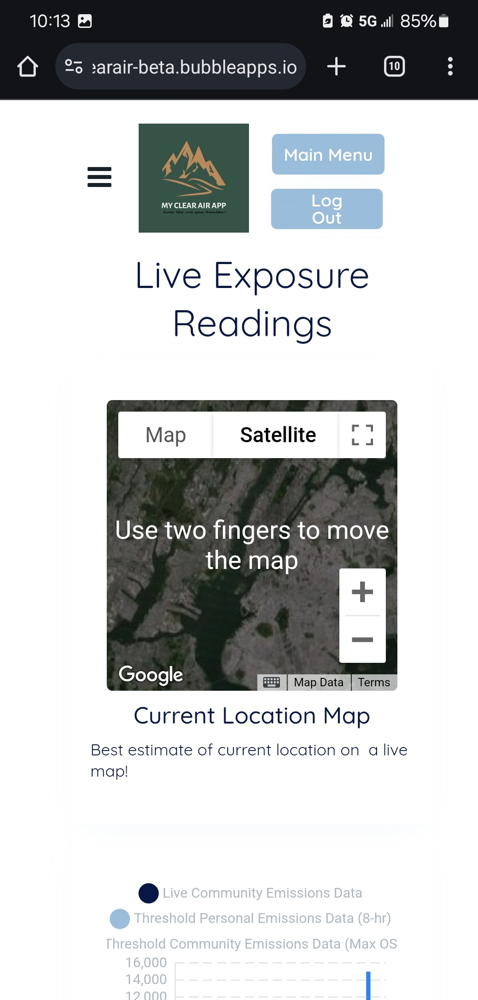 10:13
5G
85%
earair-beta.bubbleapps.io
10
Main Menu
MY CLEAR AIR APP
Love the air you breathe!
Log
Out
Live Exposure
Readings
Map
Satellite
Use two fingers to move
the map
Google
Map Data
Terms
Current Location Map
Best estimate of current location on a live
map!
Live Community Emissions Data
Threshold Personal Emissions Data (8-hr)
Threshold Community Emissions Data (Max OS
16,000
14,000
12,000